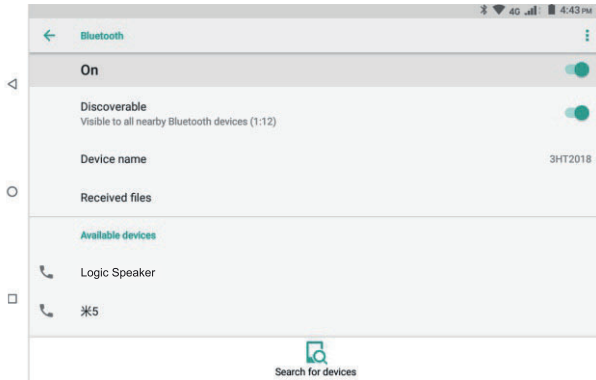 4G 4:43 PM
Bluetooth
On
Discoverable
Visible to all nearby Bluetooth devices (1:12)
Device name 3HT2018
Received files
Available devices
Logic Speaker
米5
Search for devices